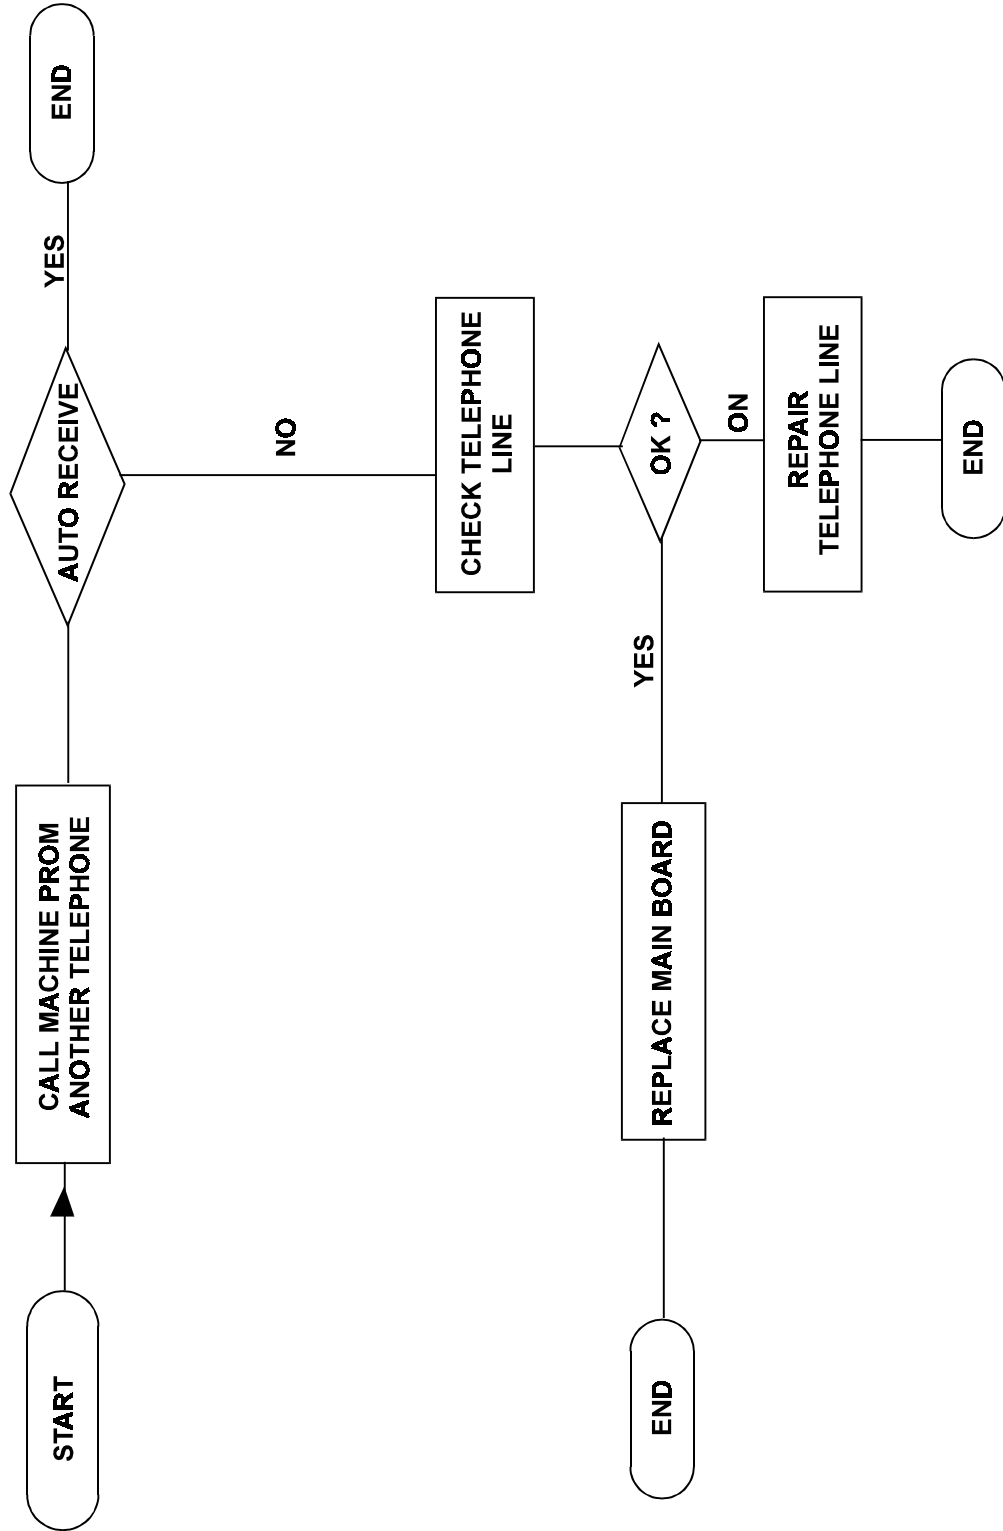 START
CALL MACHINE PROM
ANOTHER TELEPHONE
AUTO RECEIVE
YES
END
NO
CHECK TELEPHONE
LINE
OK ?
YES
REPLACE MAIN BOARD
END
ON
REPAIR
TELEPHONE LINE
END